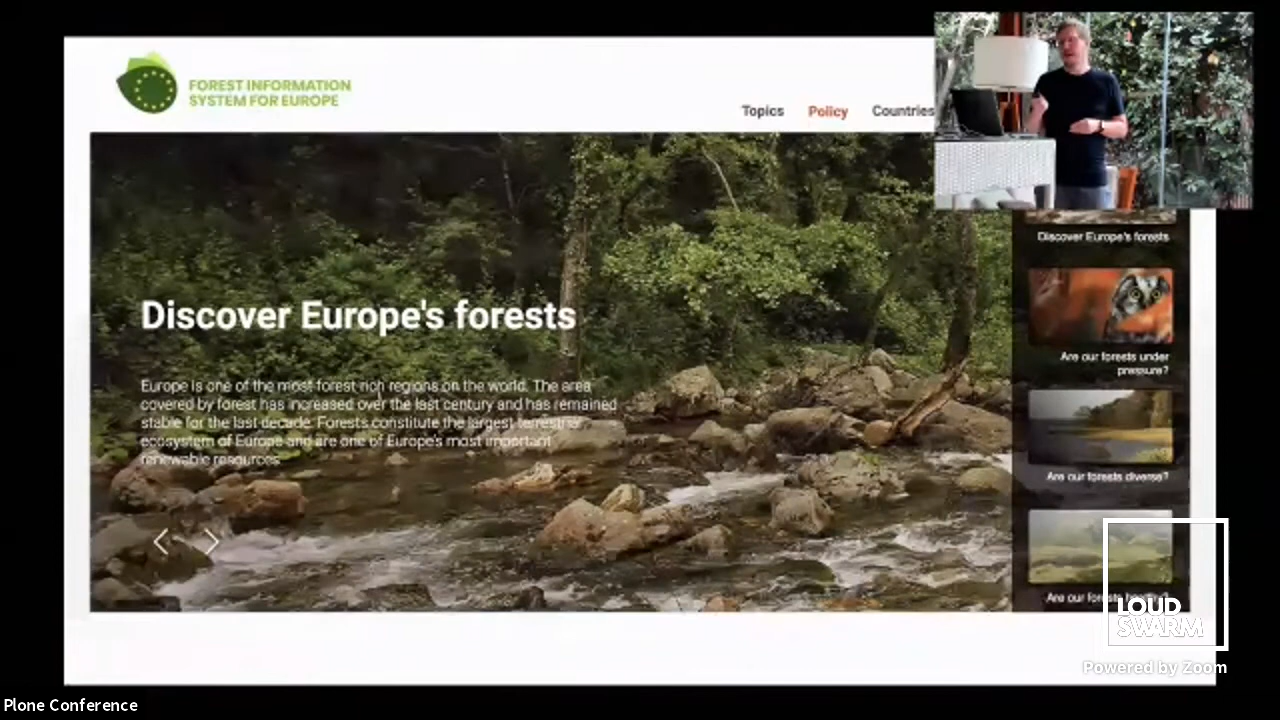 FOREST INFORMATION
SYSTEM FOR EUROPE
Topics Policy Countries
Discover Europe's forests
Europe is one of the most forest-rich regions on the world. The area
covered by forest has increased over the last century and has remained
stable for the last decade. Forests constitute the largest terrestrial
ecosystem of Europe and are one of Europe's most important
renewable resources.
Discover Europe's forests
Are our forests under
pressure?
Are our forests diverse?
Are our forests
LOUD
SWARM
Powered by Zoom
Plone Conference